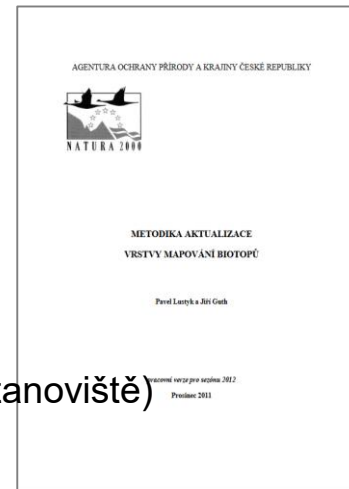 AGENTURA OCHRANY PŘÍRODY A KRAJINY ČESKÉ REPUBLIKY
NATURA 2000
METODIKA AKTUALIZACE
VRSTVY MAPOVÁNÍ BIOTOPŮ
Pavel Lustyk a Jiří Guth
anoviště)
pracovní verze pro sezónu 2012
Prosinec 2011